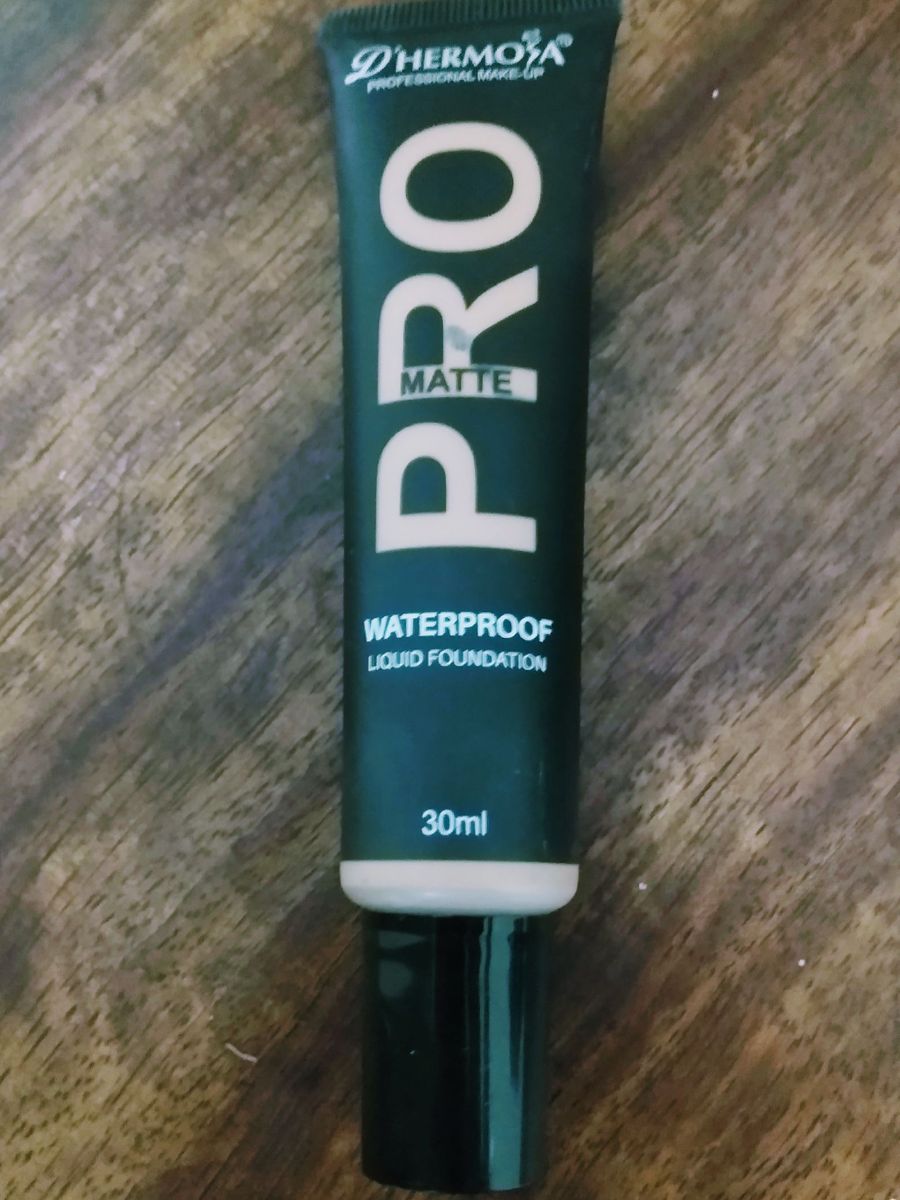 D'HERMOSA®
PROFESSIONAL MAKE-UP
PRO
MATTE
WATERPROOF
LIQUID FOUNDATION
30ml